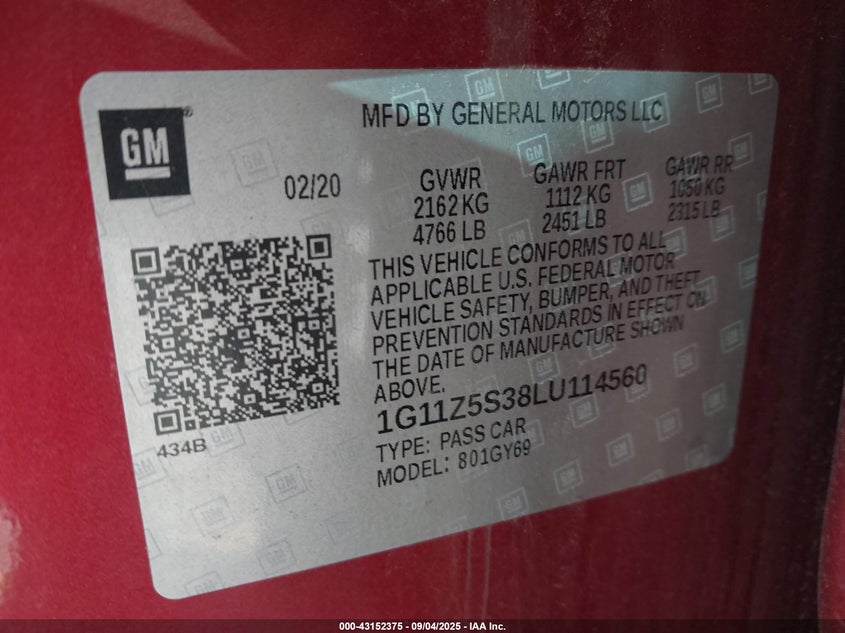 MFD BY GENERAL MOTORS LLC
GM
®
02/20
GVWR
2162 KG
4766 LB
GAWR FRT
1112 KG
2451 LB
GAWR RR
1050 KG
2315 LB
THIS VEHICLE CONFORMS TO ALL
APPLICABLE U.S. FEDERAL MOTOR
VEHICLE SAFETY, BUMPER, AND THEFT
PREVENTION STANDARDS IN EFFECT ON
THE DATE OF MANUFACTURE SHOWN
ABOVE.
434B
1G11Z5S38LU114560
TYPE: PASS CAR
MODEL: 801GY69
000-43152375 - 09/04/2025 - IAA Inc.